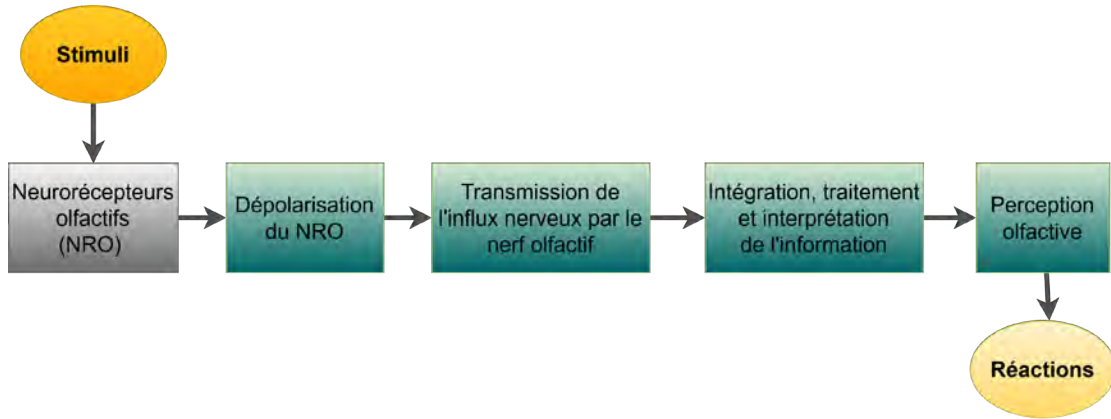 Stimuli
Neurorécepteurs
olfactifs
(NRO)
Dépolarisation
du NRO
Transmission de
l'influx nerveux par le
nerf olfactif
Intégration, traitement
et interprétation
de l'information
Perception
olfactive
Réactions